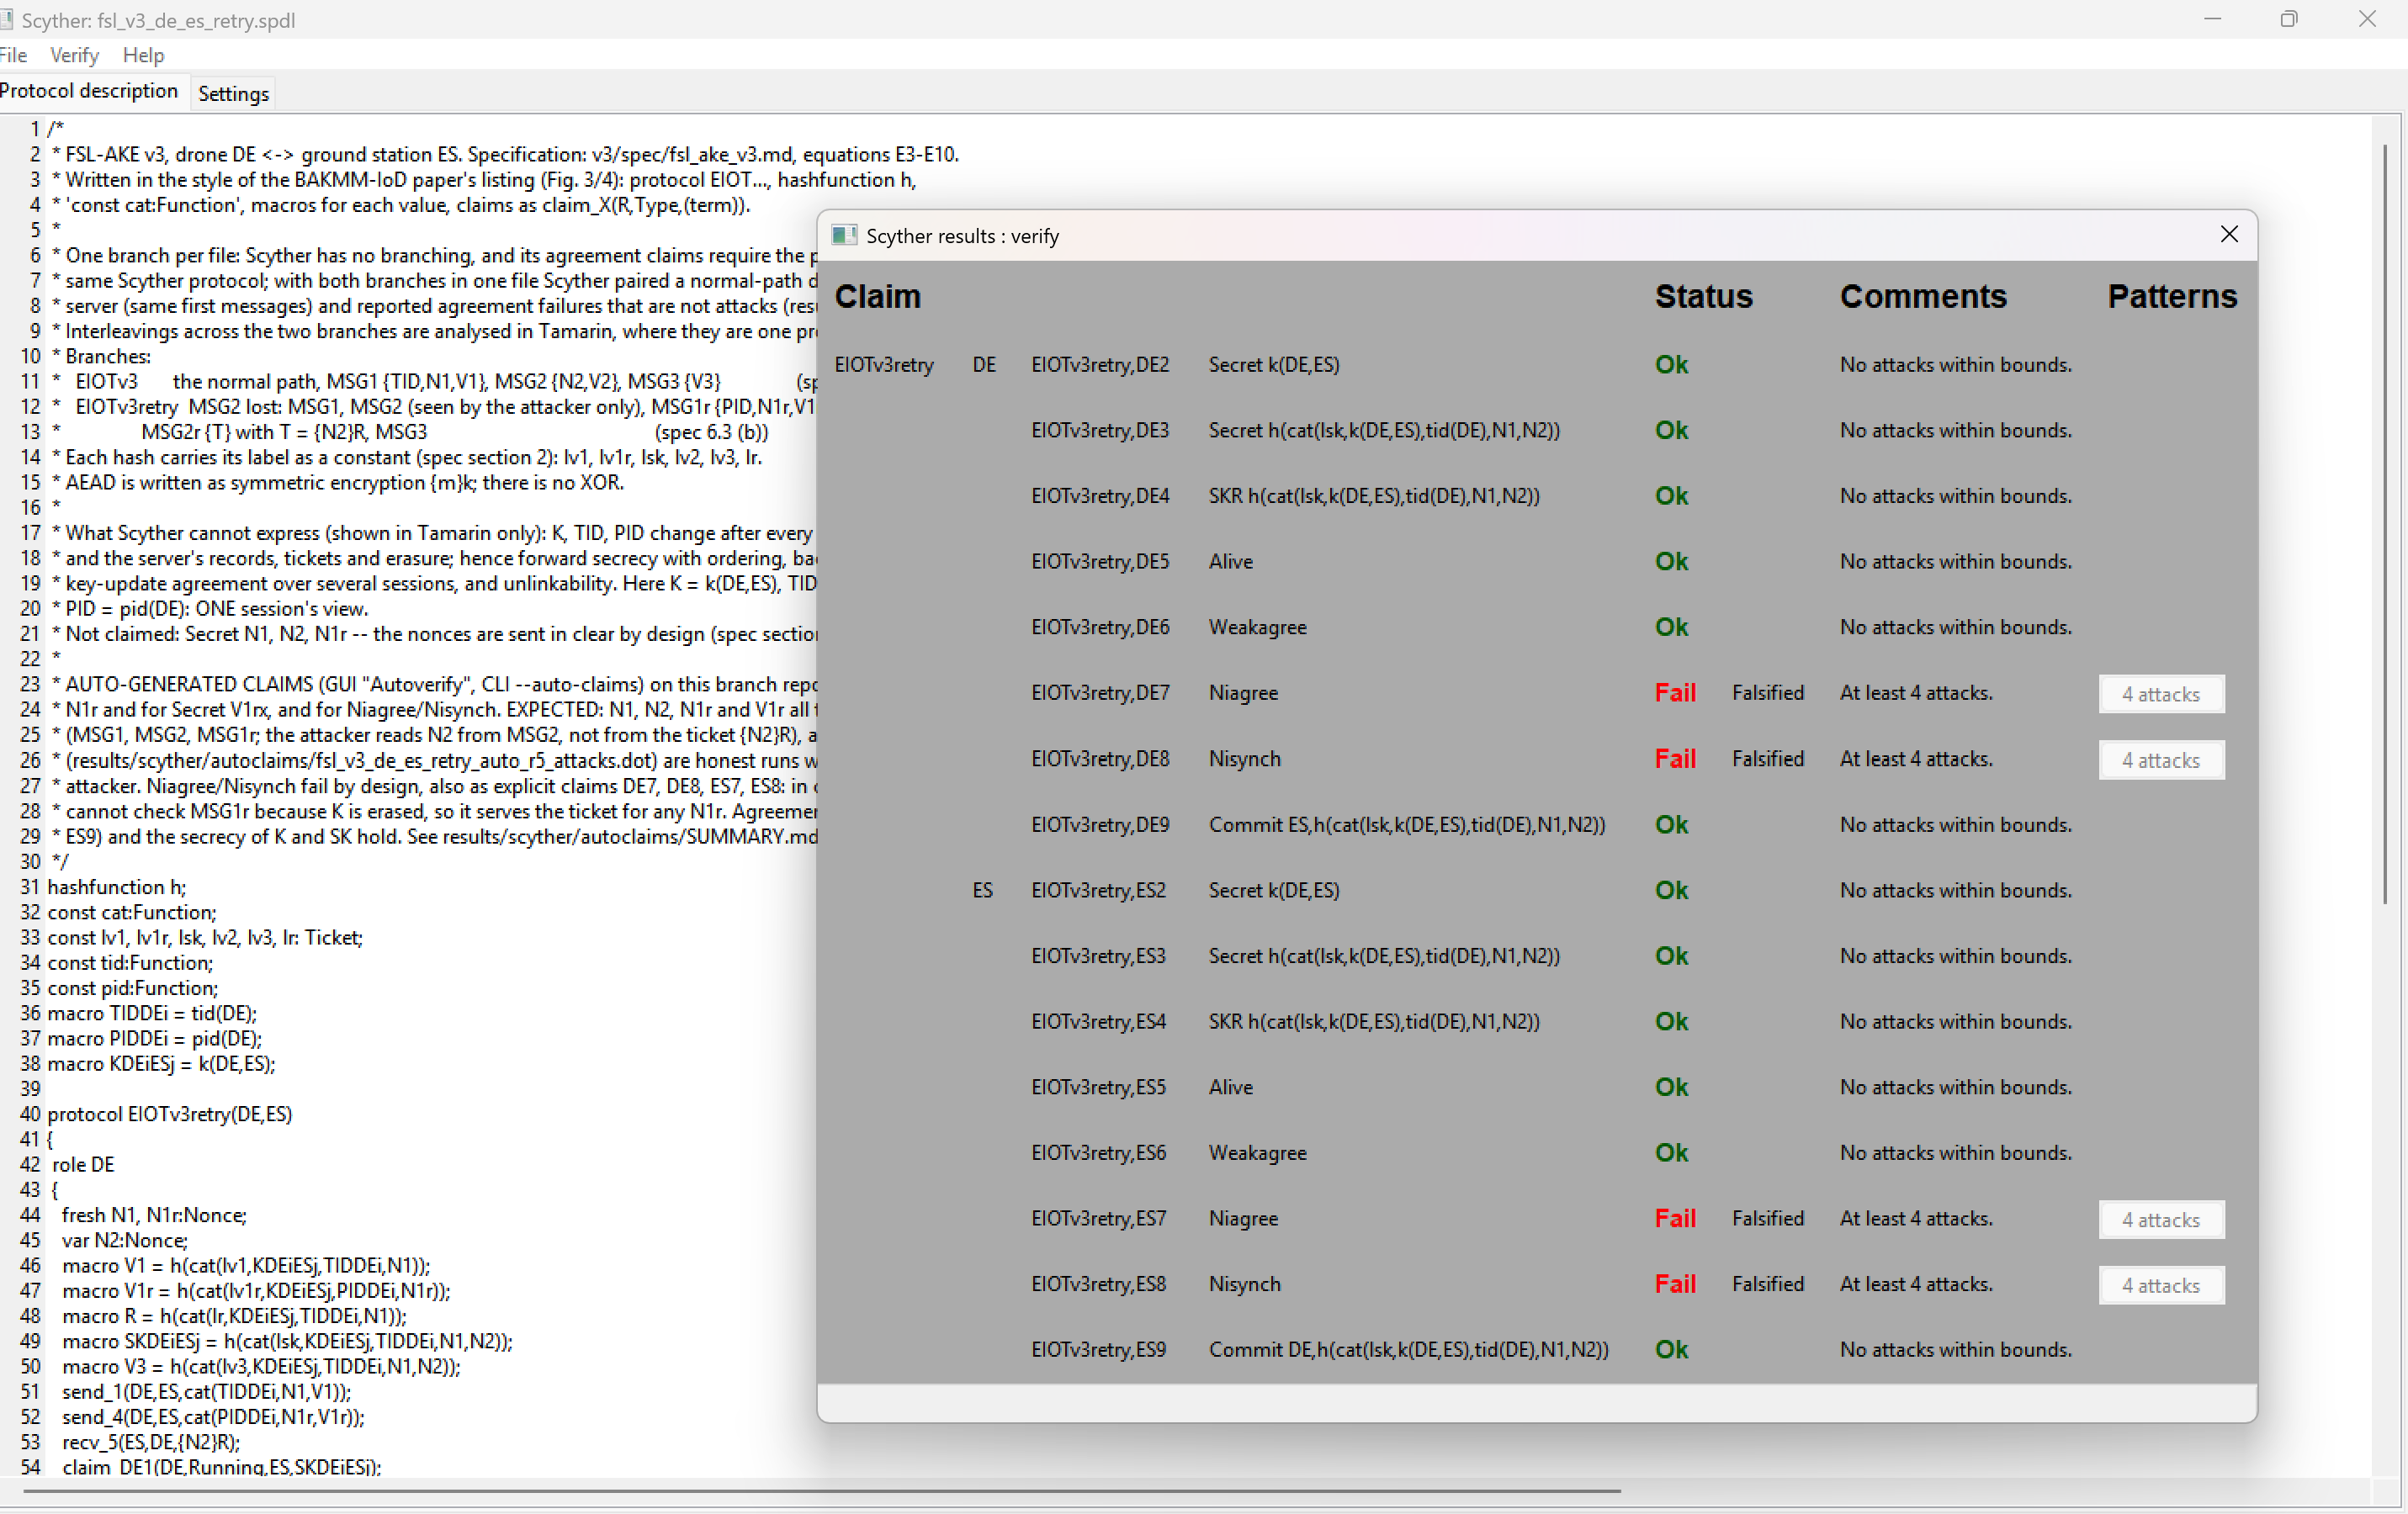 Scyther: fsl_v3_de_es_retry.spdl
File Verify Help
Protocol description Settings
1 /*
2 * FSL-AKE v3, drone DE <-> ground station ES. Specification: v3/spec/fsl_ake_v3.md, equations E3-E10.
3 * Written in the style of the BAKMM-IoD paper's listing (Fig. 3/4): protocol EIOT..., hashfunction h,
4 * 'const cat:Function', macros for each value, claims as claim_X(R,Type,(term)).
5 *
6 * One branch per file: Scyther has no branching, and its agreement claims require the p
7 * same Scyther protocol; with both branches in one file Scyther paired a normal-path d
8 * server (same first messages) and reported agreement failures that are not attacks (resu
9 * Interleavings across the two branches are analysed in Tamarin, where they are one pr
10 * Branches:
11 * EIOTv3 the normal path, MSG1 {TID,N1,V1}, MSG2 {N2,V2}, MSG3 {V3} (sp
12 * EIOTv3retry MSG2 lost: MSG1, MSG2 (seen by the attacker only), MSG1r {PID,N1r,V1
13 * MSG2r {T} with T = {N2}R, MSG3 (spec 6.3 (b))
14 * Each hash carries its label as a constant (spec section 2): lv1, lv1r, lsk, lv2, lv3, lr.
15 * AEAD is written as symmetric encryption {m}k; there is no XOR.
16 *
17 * What Scyther cannot express (shown in Tamarin only): K, TID, PID change after every
18 * and the server's records, tickets and erasure; hence forward secrecy with ordering, ba
19 * key-update agreement over several sessions, and unlinkability. Here K = k(DE,ES), TID
20 * PID = pid(DE): ONE session's view.
21 * Not claimed: Secret N1, N2, N1r -- the nonces are sent in clear by design (spec sectio
22 *
23 * AUTO-GENERATED CLAIMS (GUI "Autoverify", CLI --auto-claims) on this branch repo
24 * N1r and for Secret V1rx, and for Niagree/Nisynch. EXPECTED: N1, N2, N1r and V1r all t
25 * (MSG1, MSG2, MSG1r; the attacker reads N2 from MSG2, not from the ticket {N2}R), a
26 * (results/scyther/autoclaims/fsl_v3_de_es_retry_auto_r5_attacks.dot) are honest runs w
27 * attacker. Niagree/Nisynch fail by design, also as explicit claims DE7, DE8, ES7, ES8: in
28 * cannot check MSG1r because K is erased, so it serves the ticket for any N1r. Agreemen
29 * ES9) and the secrecy of K and SK hold. See results/scyther/autoclaims/SUMMARY.md
30 */
31 hashfunction h;
32 const cat:Function;
33 const lv1, lv1r, lsk, lv2, lv3, lr: Ticket;
34 const tid:Function;
35 const pid:Function;
36 macro TIDDEi = tid(DE);
37 macro PIDDEi = pid(DE);
38 macro KDEiESj = k(DE,ES);
39
40 protocol EIOTv3retry(DE,ES)
41 {
42 role DE
43 {
44 fresh N1, N1r:Nonce;
45 var N2:Nonce;
46 macro V1 = h(cat(lv1,KDEiESj,TIDDEi,N1));
47 macro V1r = h(cat(lv1r,KDEiESj,PIDDEi,N1r));
48 macro R = h(cat(lr,KDEiESj,TIDDEi,N1));
49 macro SKDEiESj = h(cat(lsk,KDEiESj,TIDDEi,N1,N2));
50 macro V3 = h(cat(lv3,KDEiESj,TIDDEi,N1,N2));
51 send_1(DE,ES,cat(TIDDEi,N1,V1));
52 send_4(DE,ES,cat(PIDDEi,N1r,V1r));
53 recv_5(ES,DE,{N2}R);
54 claim_DE1(DE,Running,ES,SKDEiESj);
Scyther results : verify
Claim Status Comments Patterns
EIOTv3retry DE EIOTv3retry,DE2 Secret k(DE,ES) Ok No attacks within bounds.
EIOTv3retry,DE3 Secret h(cat(lsk,k(DE,ES),tid(DE),N1,N2)) Ok No attacks within bounds.
EIOTv3retry,DE4 SKR h(cat(lsk,k(DE,ES),tid(DE),N1,N2)) Ok No attacks within bounds.
EIOTv3retry,DE5 Alive Ok No attacks within bounds.
EIOTv3retry,DE6 Weakagree Ok No attacks within bounds.
EIOTv3retry,DE7 Niagree Fail Falsified At least 4 attacks. 4 attacks
EIOTv3retry,DE8 Nisynch Fail Falsified At least 4 attacks. 4 attacks
EIOTv3retry,DE9 Commit ES,h(cat(lsk,k(DE,ES),tid(DE),N1,N2)) Ok No attacks within bounds.
ES EIOTv3retry,ES2 Secret k(DE,ES) Ok No attacks within bounds.
EIOTv3retry,ES3 Secret h(cat(lsk,k(DE,ES),tid(DE),N1,N2)) Ok No attacks within bounds.
EIOTv3retry,ES4 SKR h(cat(lsk,k(DE,ES),tid(DE),N1,N2)) Ok No attacks within bounds.
EIOTv3retry,ES5 Alive Ok No attacks within bounds.
EIOTv3retry,ES6 Weakagree Ok No attacks within bounds.
EIOTv3retry,ES7 Niagree Fail Falsified At least 4 attacks. 4 attacks
EIOTv3retry,ES8 Nisynch Fail Falsified At least 4 attacks. 4 attacks
EIOTv3retry,ES9 Commit DE,h(cat(lsk,k(DE,ES),tid(DE),N1,N2)) Ok No attacks within bounds.